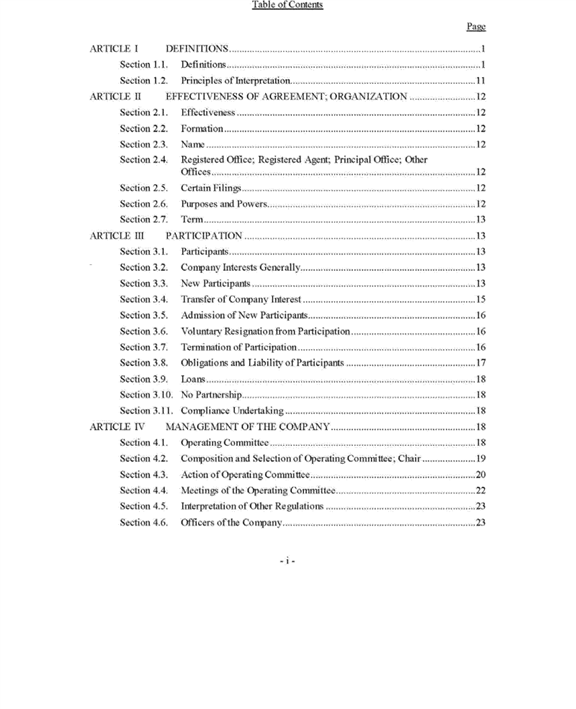 Table of Contents
Page
ARTICLE I DEFINITIONS..........1
Section 1.1. Definitions..........1
Section 1.2. Principles of Interpretation..........11
ARTICLE II EFFECTIVENESS OF AGREEMENT; ORGANIZATION ..........12
Section 2.1. Effectiveness ..........12
Section 2.2. Formation..........12
Section 2.3. Name..........12
Section 2.4. Registered Office; Registered Agent; Principal Office; Other
Offices..........12
Section 2.5. Certain Filings..........12
Section 2.6. Purposes and Powers..........12
Section 2.7. Term..........13
ARTICLE III PARTICIPATION ..........13
Section 3.1. Participants..........13
Section 3.2. Company Interests Generally..........13
Section 3.3. New Participants ..........13
Section 3.4. Transfer of Company Interest ..........15
Section 3.5. Admission of New Participants..........16
Section 3.6. Voluntary Resignation from Participation..........16
Section 3.7. Termination of Participation..........16
Section 3.8. Obligations and Liability of Participants ..........17
Section 3.9. Loans..........18
Section 3.10. No Partnership..........18
Section 3.11. Compliance Undertaking..........18
ARTICLE IV MANAGEMENT OF THE COMPANY..........18
Section 4.1. Operating Committee..........18
Section 4.2. Composition and Selection of Operating Committee; Chair ..........19
Section 4.3. Action of Operating Committee..........20
Section 4.4. Meetings of the Operating Committee..........22
Section 4.5. Interpretation of Other Regulations ..........23
Section 4.6. Officers of the Company..........23
- i -